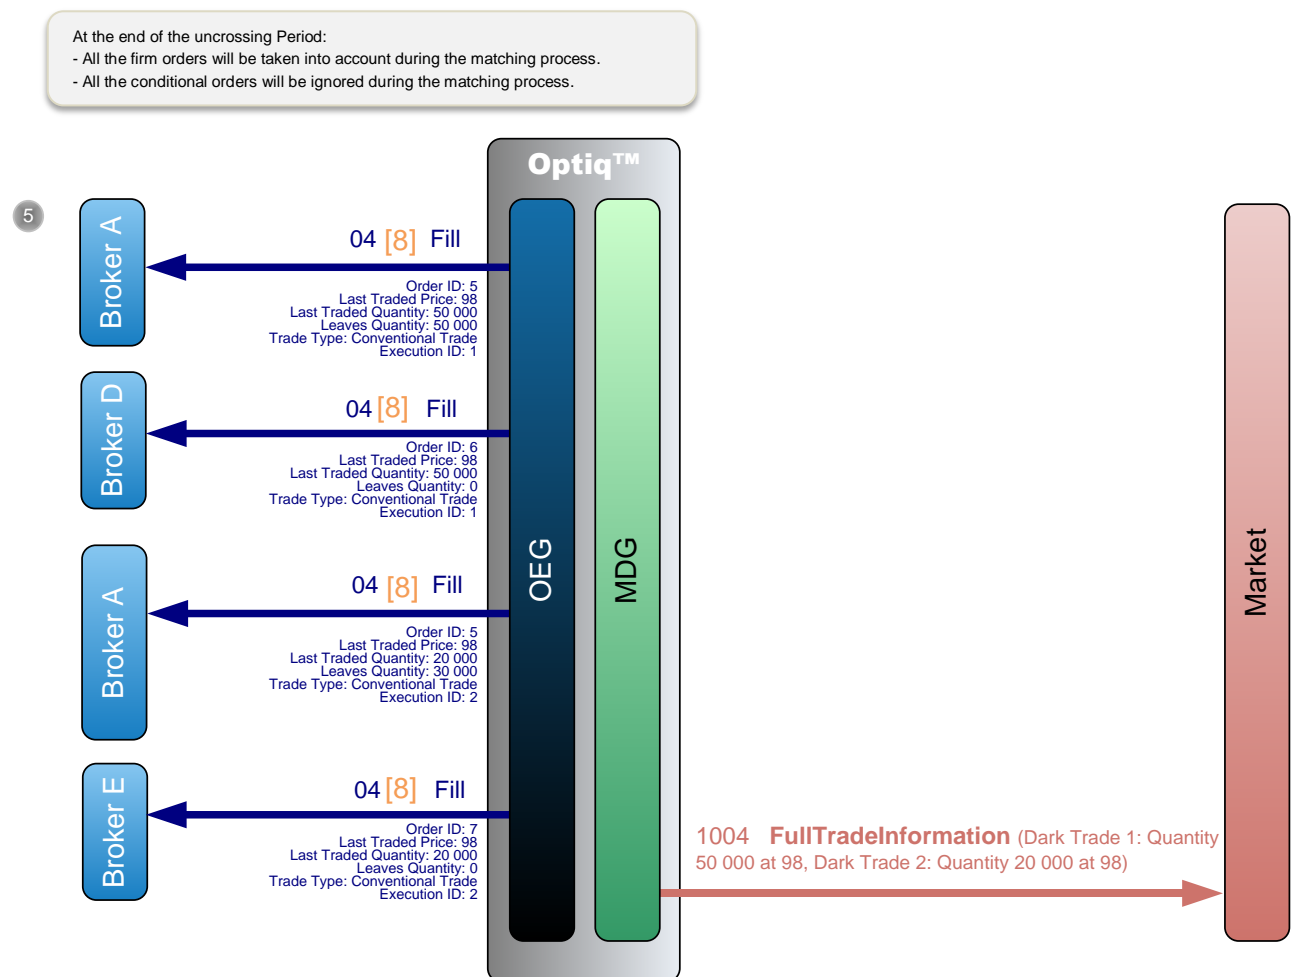 At the end of the uncrossing Period:
- All the firm orders will be taken into account during the matching process.
- All the conditional orders will be ignored during the matching process.
Optiq™
5
Broker A
04 [8] Fill
Order ID: 5
Last Traded Price: 98
Last Traded Quantity: 50 000
Leaves Quantity: 50 000
Trade Type: Conventional Trade
Execution ID: 1
Broker D
04 [8] Fill
Order ID: 6
Last Traded Price: 98
Last Traded Quantity: 50 000
Leaves Quantity: 0
Trade Type: Conventional Trade
Execution ID: 1
Broker A
04 [8] Fill
Order ID: 5
Last Traded Price: 98
Last Traded Quantity: 20 000
Leaves Quantity: 30 000
Trade Type: Conventional Trade
Execution ID: 2
Broker E
04 [8] Fill
Order ID: 7
Last Traded Price: 98
Last Traded Quantity: 20 000
Leaves Quantity: 0
Trade Type: Conventional Trade
Execution ID: 2
OEG
MDG
1004 FullTradeInformation (Dark Trade 1: Quantity
50 000 at 98, Dark Trade 2: Quantity 20 000 at 98)
Market